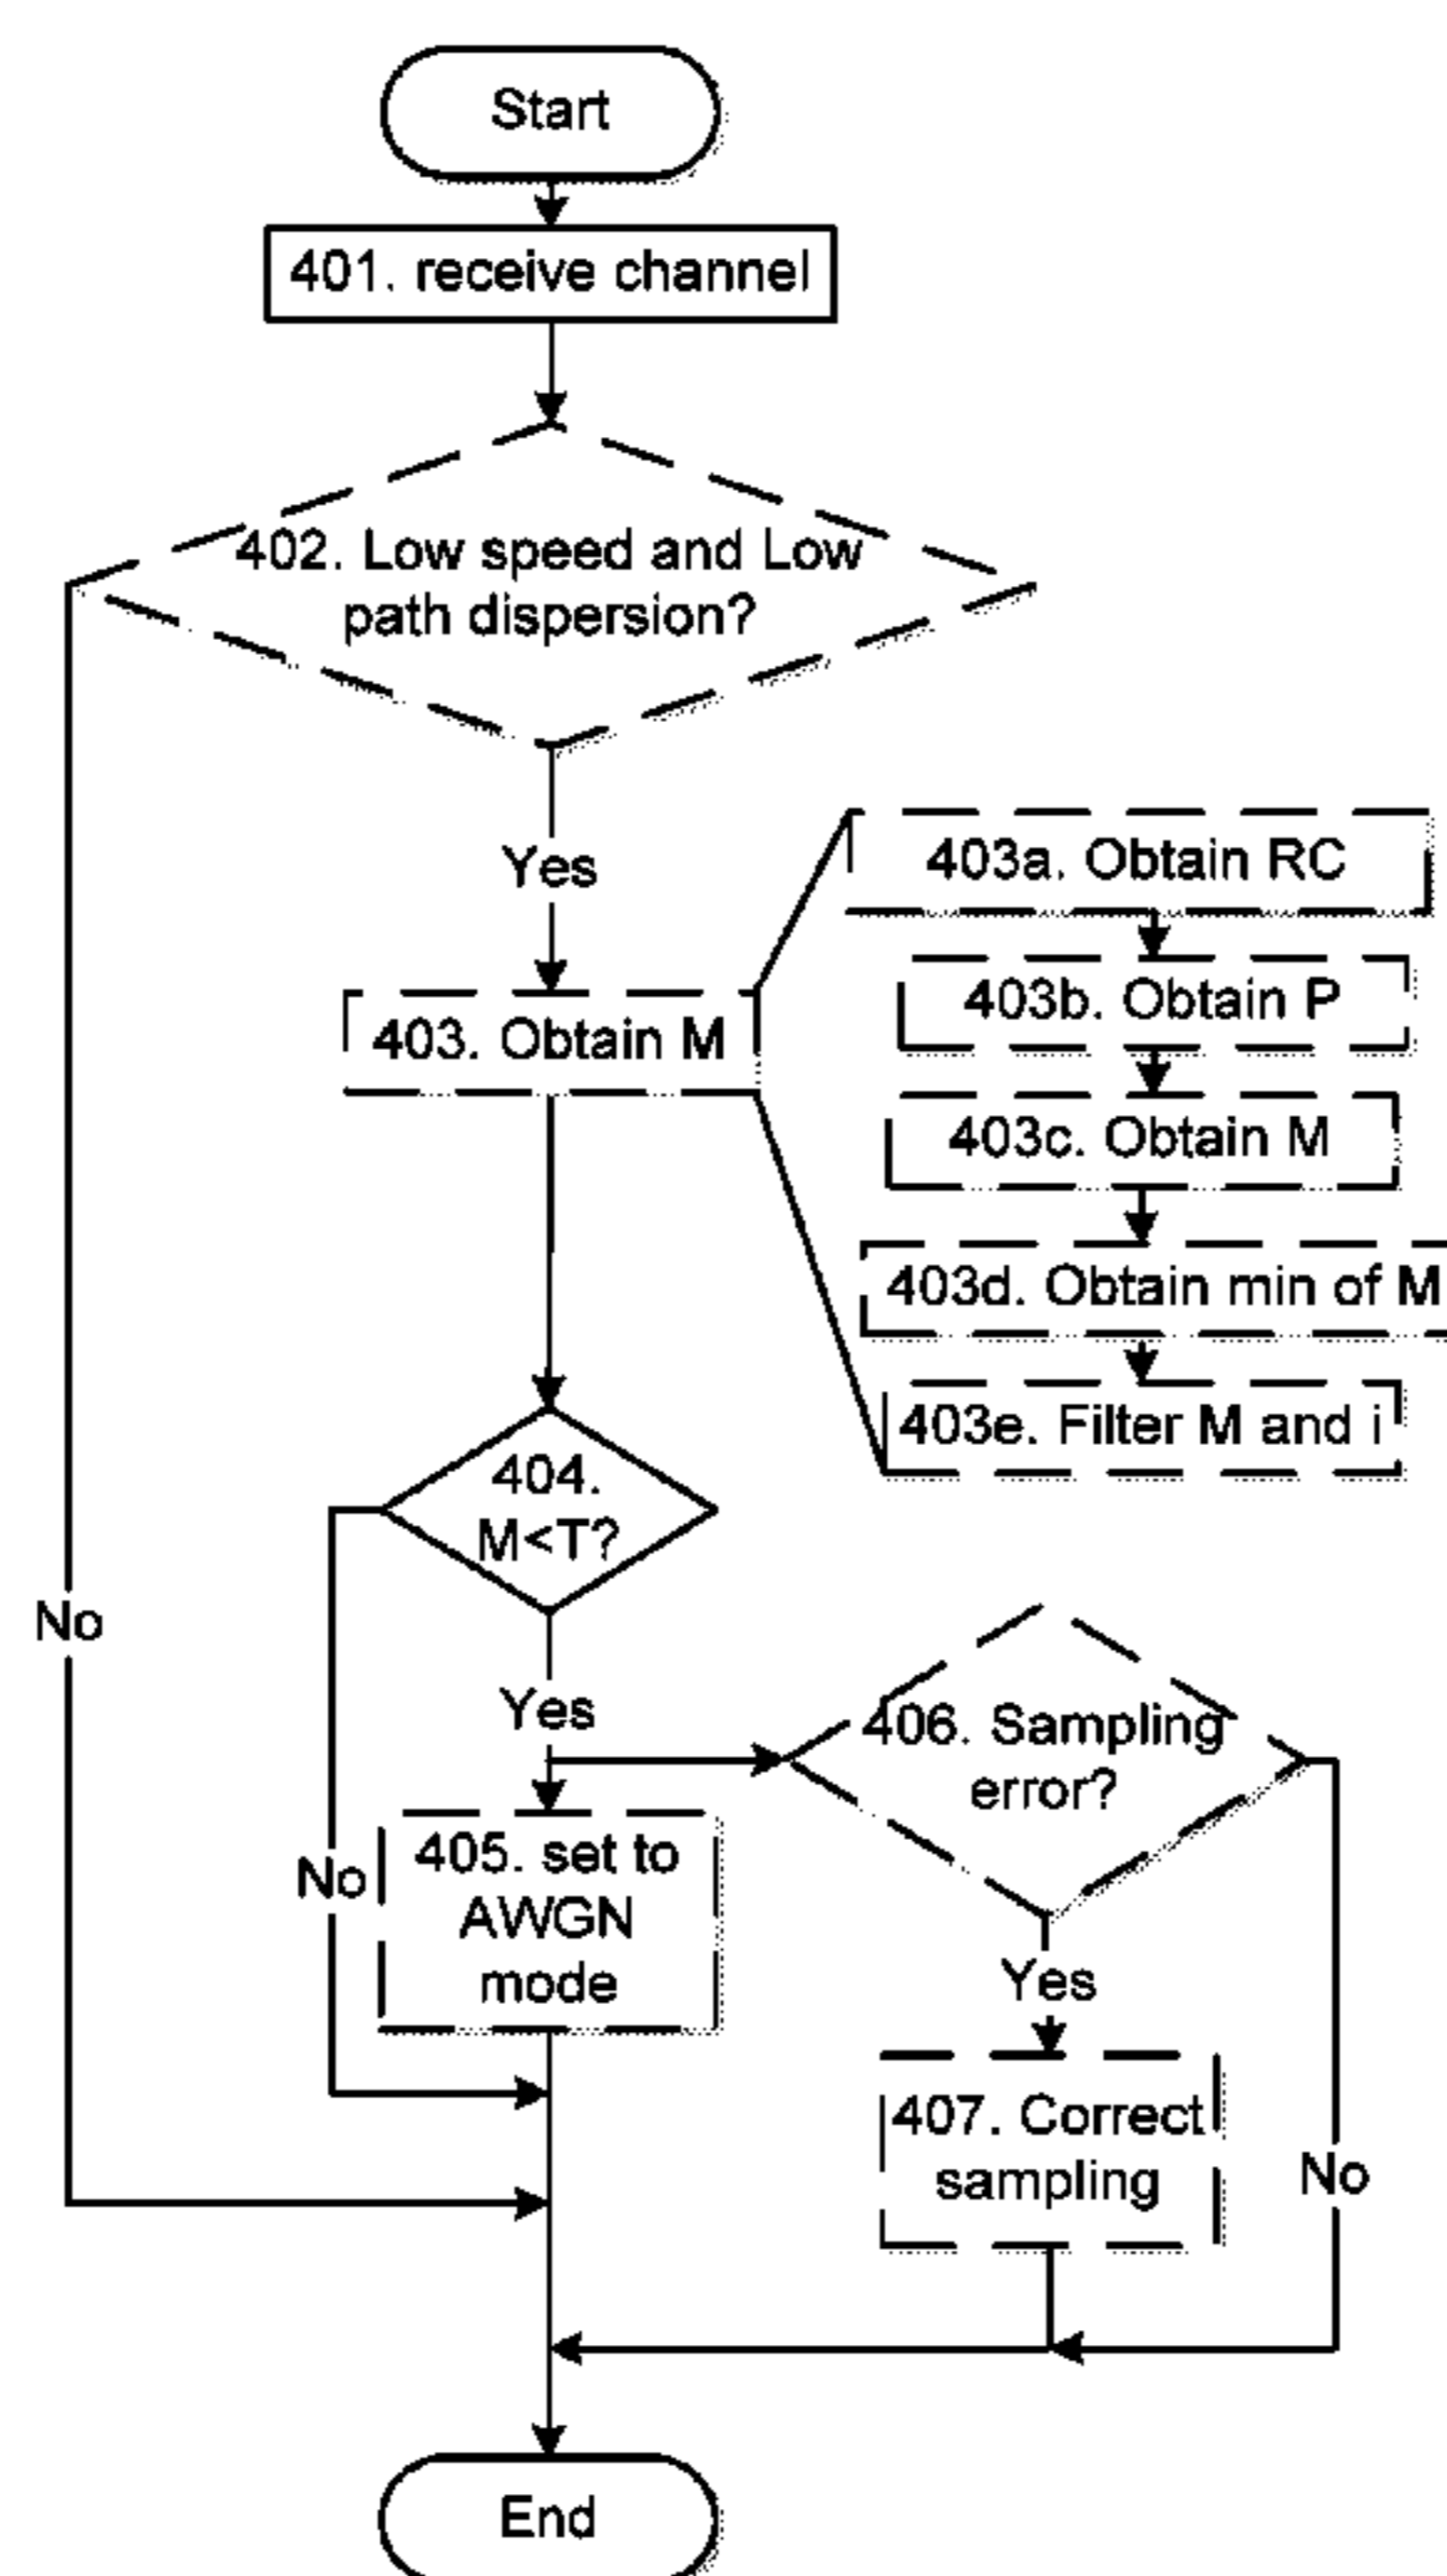 Start
401. receive channel
402. Low speed and Low
path dispersion?
Yes
403. Obtain M
403a. Obtain RC
403b. Obtain P
403c. Obtain M
403d. Obtain min of M
403e. Filter M and i
404.
M<T?
No
Yes
406. Sampling
error?
405. set to
AWGN
mode
No
Yes
407. Correct
sampling
No
End